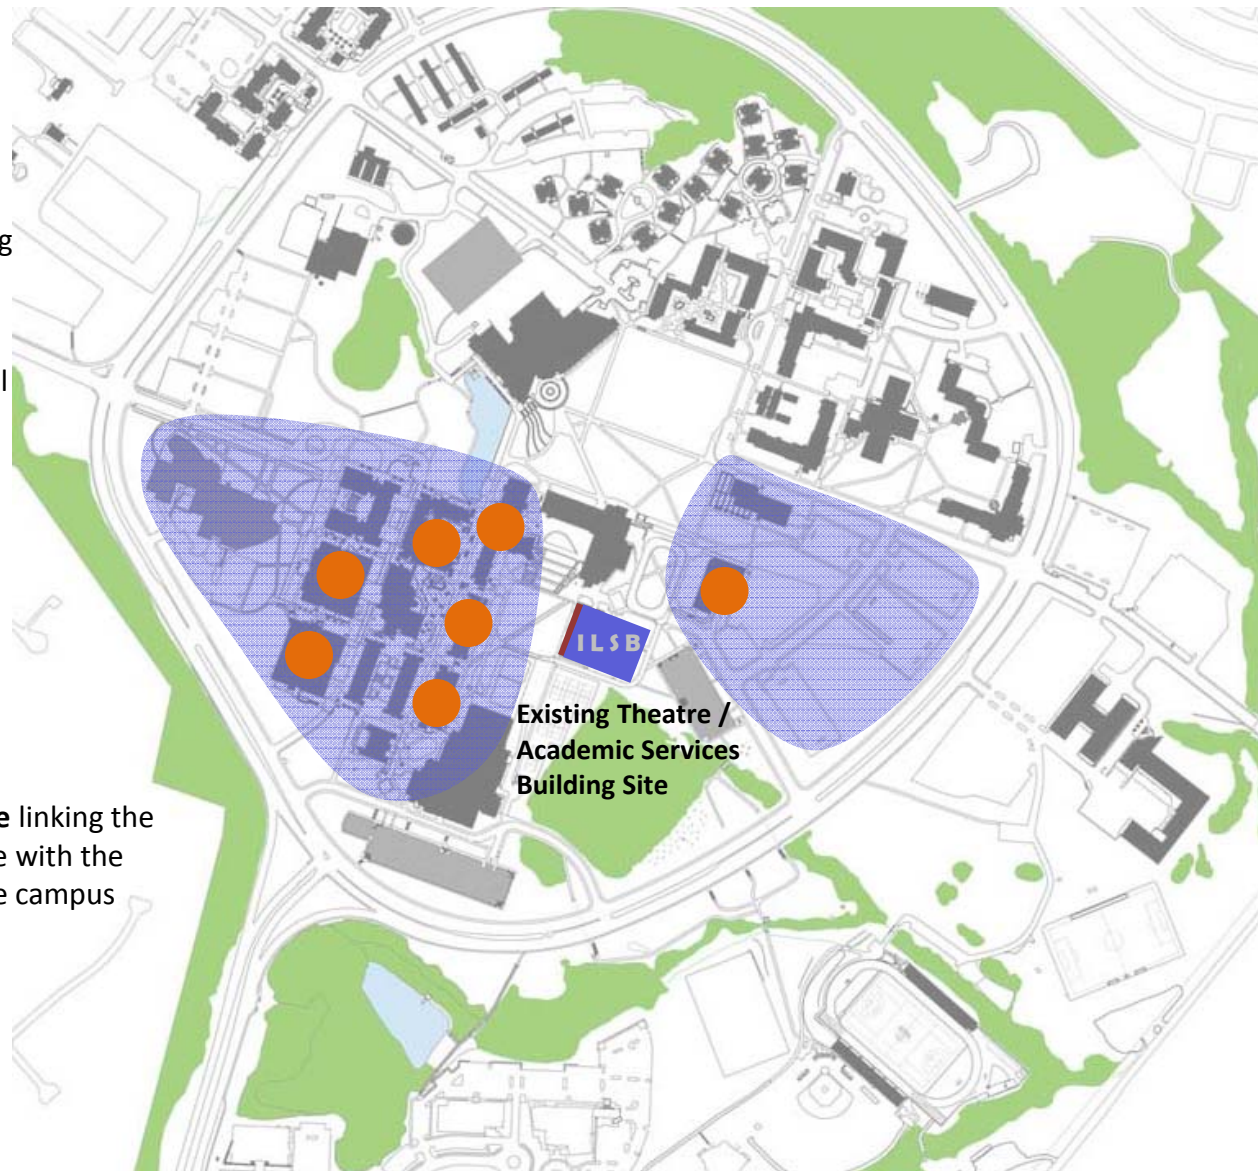 g
l
ILSB
Existing Theatre /
Academic Services
Building Site
e linking the
e with the
e campus